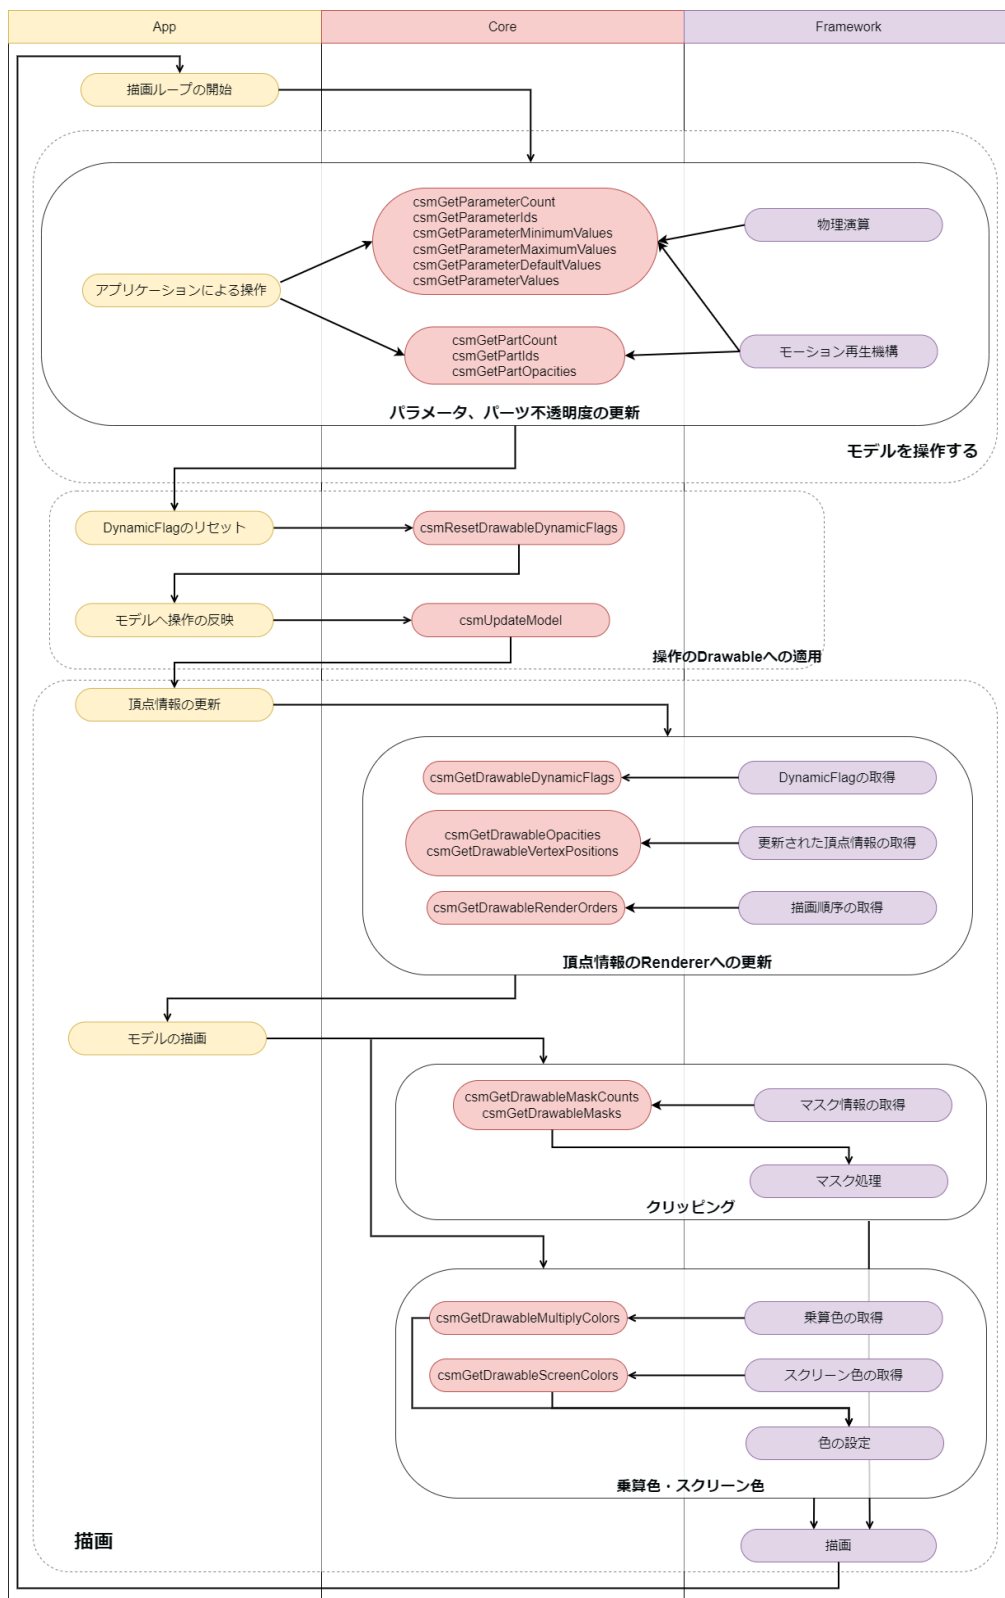 App
Core
Framework
描画ループの開始
csmGetParameterCount
csmGetParameterIds
csmGetParameterMinimumValues
csmGetParameterMaximumValues
csmGetParameterDefaultValues
csmGetParameterValues
物理演算
アプリケーションによる操作
csmGetPartCount
csmGetPartIds
csmGetPartOpacities
モーション再生機構
パラメータ、パーツ不透明度の更新
モデルを操作する
DynamicFlagのリセット
csmResetDrawableDynamicFlags
モデルへ操作の反映
csmUpdateModel
操作のDrawableへの適用
頂点情報の更新
csmGetDrawableDynamicFlags
DynamicFlagの取得
csmGetDrawableOpacities
csmGetDrawableVertexPositions
更新された頂点情報の取得
csmGetDrawableRenderOrders
描画順序の取得
頂点情報のRendererへの更新
モデルの描画
csmGetDrawableMaskCounts
csmGetDrawableMasks
マスク情報の取得
マスク処理
クリッピング
csmGetDrawableMultiplyColors
乗算色の取得
csmGetDrawableScreenColors
スクリーン色の取得
色の設定
乗算色・スクリーン色
描画
描画